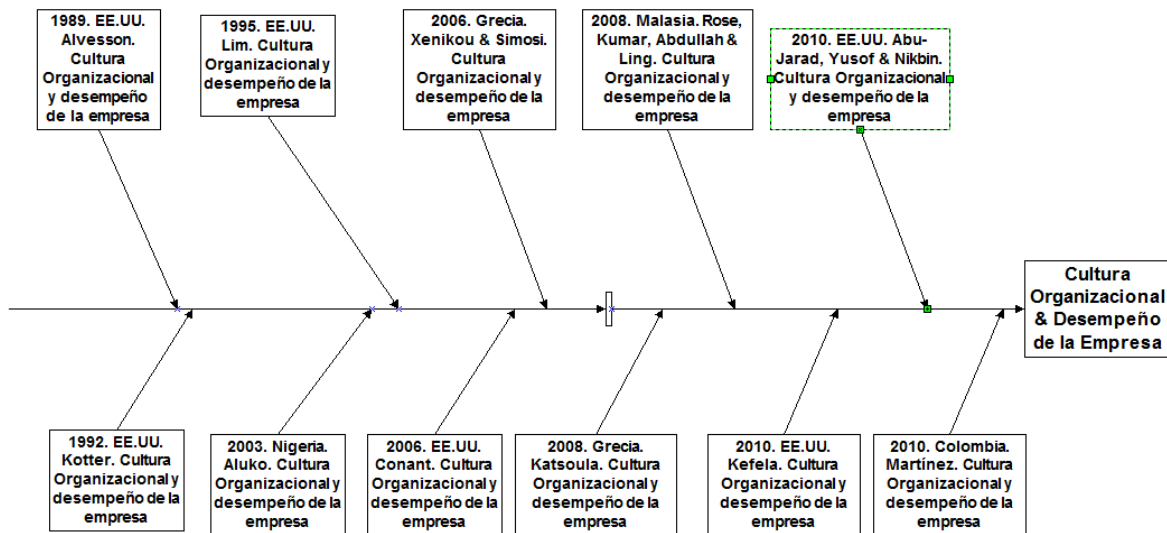 1989. EE.UU.
Alvesson.
Cultura
Organizacional
y desempeño
de la empresa
1995. EE.UU.
Lim. Cultura
Organizacional y
desempeño de la
empresa
2006. Grecia.
Xenikou & Simosi.
Cultura
Organizacional y
desempeño de la
empresa
2008. Malasia. Rose,
Kumar, Abdullah &
Ling. Cultura
Organizacional y
desempeño de la
empresa
2010. EE.UU. Abu-
Jarad, Yusof & Nikbin.
Cultura Organizacional
y desempeño de la
empresa
Cultura
Organizacional
& Desempeño
de la Empresa
1992. EE.UU.
Kotter. Cultura
Organizacional y
desempeño de la
empresa
2003. Nigeria.
Aluko. Cultura
Organizacional y
desempeño de la
empresa
2006. EE.UU.
Conant. Cultura
Organizacional y
desempeño de la
empresa
2008. Grecia.
Katsoula. Cultura
Organizacional y
desempeño de la
empresa
2010. EE.UU.
Kefela. Cultura
Organizacional y
desempeño de la
empresa
2010. Colombia.
Martínez. Cultura
Organizacional y
desempeño de la
empresa